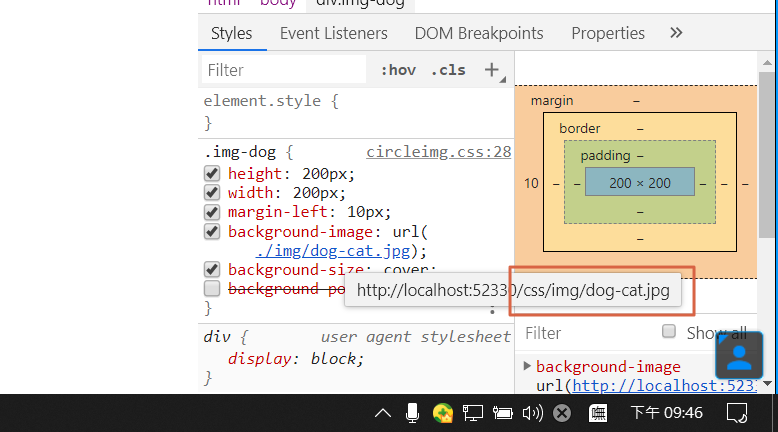 html body div.img-dog
Styles Event Listeners DOM Breakpoints Properties »
Filter :hov .cls +
element.style {
}
.img-dog { circleimg.css:28
height: 200px;
width: 200px;
margin-left: 10px;
background-image: url(
./img/dog-cat.jpg);
background-size: cover;
background-po
}
http://localhost:52330/css/img/dog-cat.jpg
div { user agent stylesheet
display: block;
}
margin –
border –
padding –
10 – – 200 × 200 – – –
–
–
Filter Show all
background-image
url(http://localhost:5233
嘸 下午 09:46